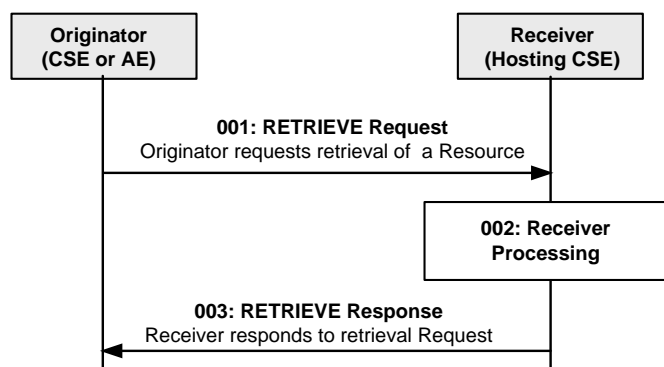 Originator
(CSE or AE)
Receiver
(Hosting CSE)
001: RETRIEVE Request
Originator requests retrieval of a Resource
002: Receiver
Processing
003: RETRIEVE Response
Receiver responds to retrieval Request